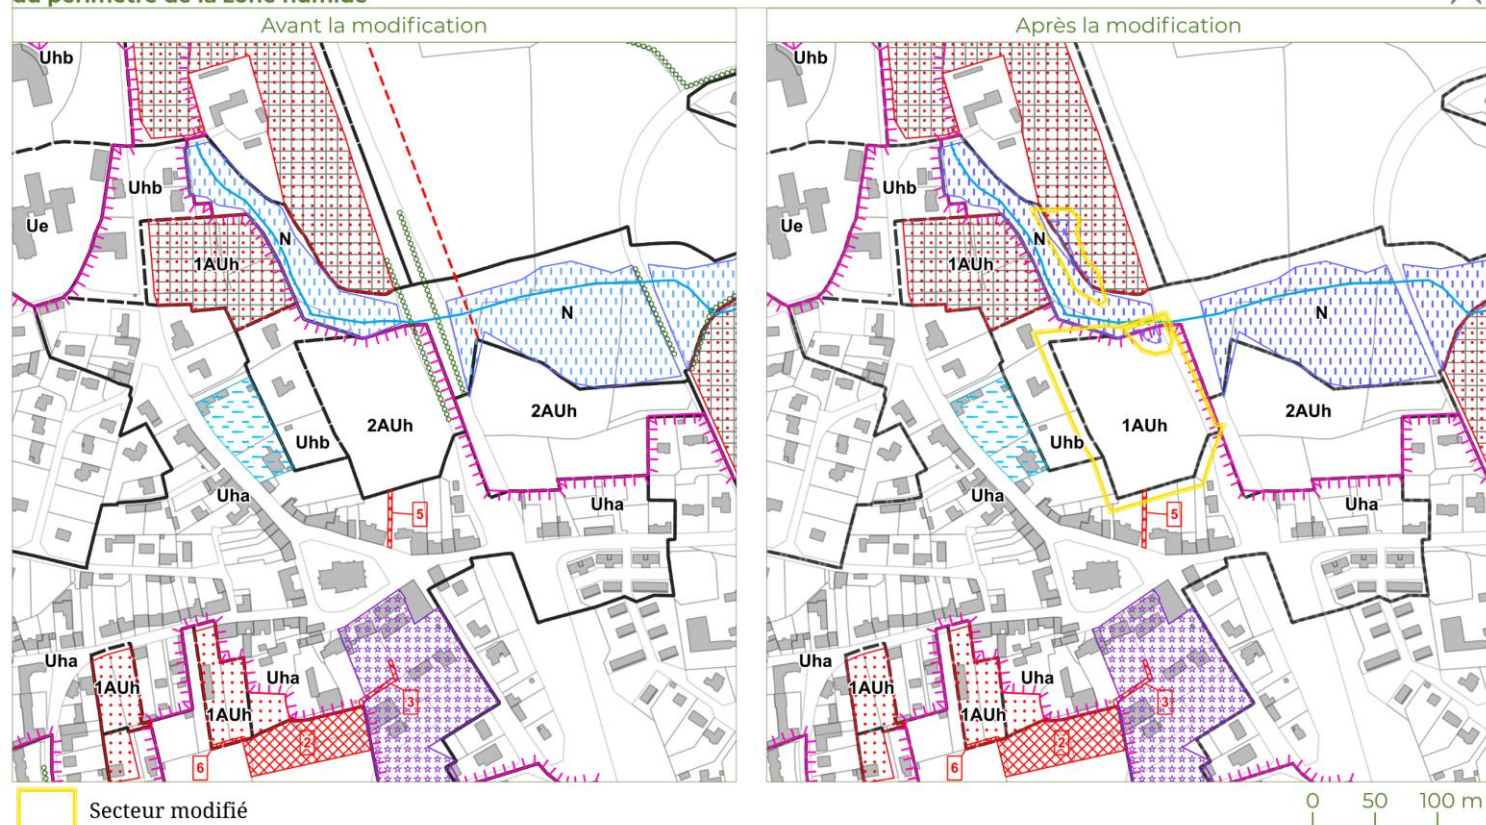 du périmètre de la zone humide
Avant la modification
Après la modification
Uhb
Uhb
Ue
N
1AUh
N
2AUh
2AUh
Uhb
Uha
Uha
5
Uha
1AUh
Uha
1AUh
3
2
6
Uhb
Uhb
Ue
N
1AUh
N
1AUh
2AUh
Uhb
Uha
Uha
5
Uha
1AUh
Uha
1AUh
3
2
6
Secteur modifié
0 50 100 m